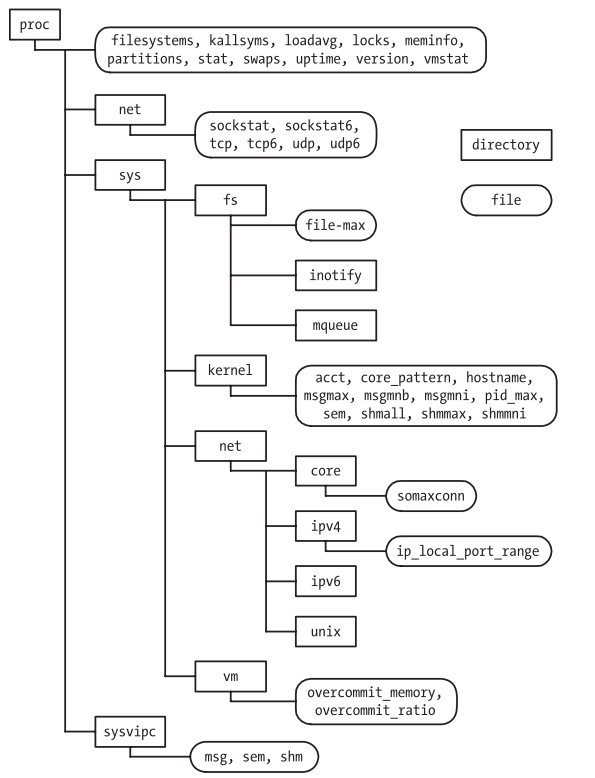 proc
filesystems, kallsyms, loadavg, locks, meminfo,
partitions, stat, swaps, uptime, version, vmstat
net
sockstat, sockstat6,
tcp, tcp6, udp, udp6
directory
sys
fs
file
file-max
inotify
mqueue
kernel
acct, core_pattern, hostname,
msgmax, msgmnb, msgmni, pid_max,
sem, shmall, shmmax, shmmni
net
core
somaxconn
ipv4
ip_local_port_range
ipv6
unix
vm
overcommit_memory,
overcommit_ratio
sysvipc
msg, sem, shm